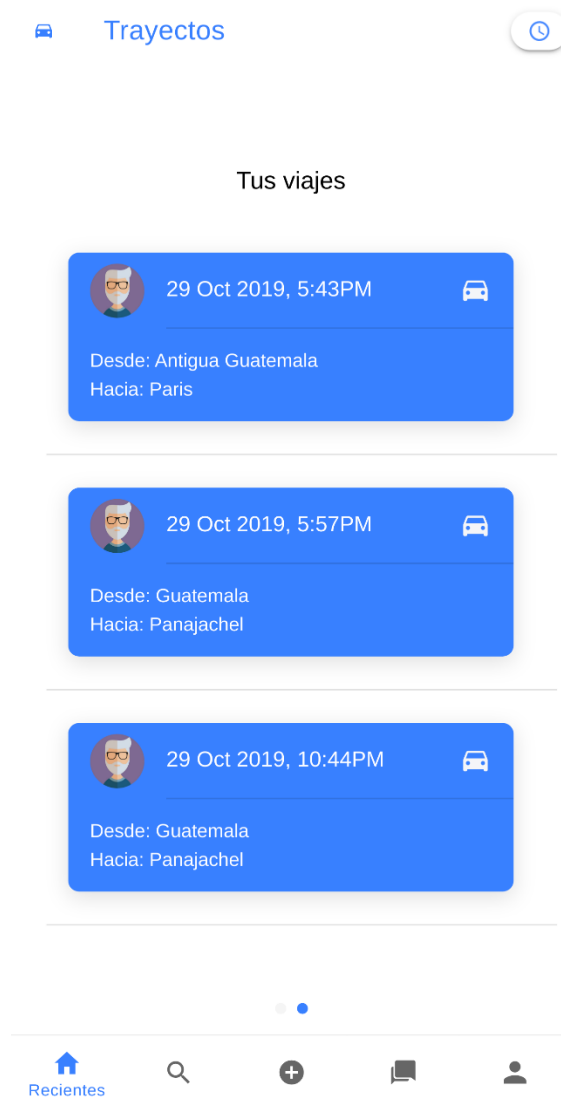 Trayectos
Tus viajes
29 Oct 2019, 5:43PM
Desde: Antigua Guatemala
Hacia: Paris
29 Oct 2019, 5:57PM
Desde: Guatemala
Hacia: Panajachel
29 Oct 2019, 10:44PM
Desde: Guatemala
Hacia: Panajachel
Recientes